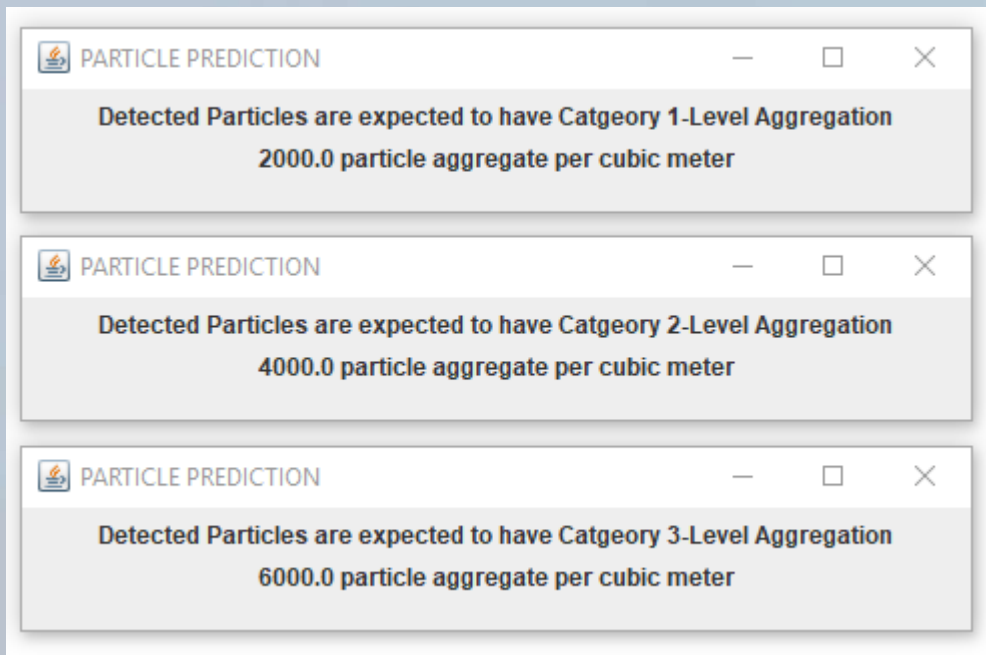 PARTICLE PREDICTION
Detected Particles are expected to have Catgeory 1-Level Aggregation
2000.0 particle aggregate per cubic meter
PARTICLE PREDICTION
Detected Particles are expected to have Catgeory 2-Level Aggregation
4000.0 particle aggregate per cubic meter
PARTICLE PREDICTION
Detected Particles are expected to have Catgeory 3-Level Aggregation
6000.0 particle aggregate per cubic meter